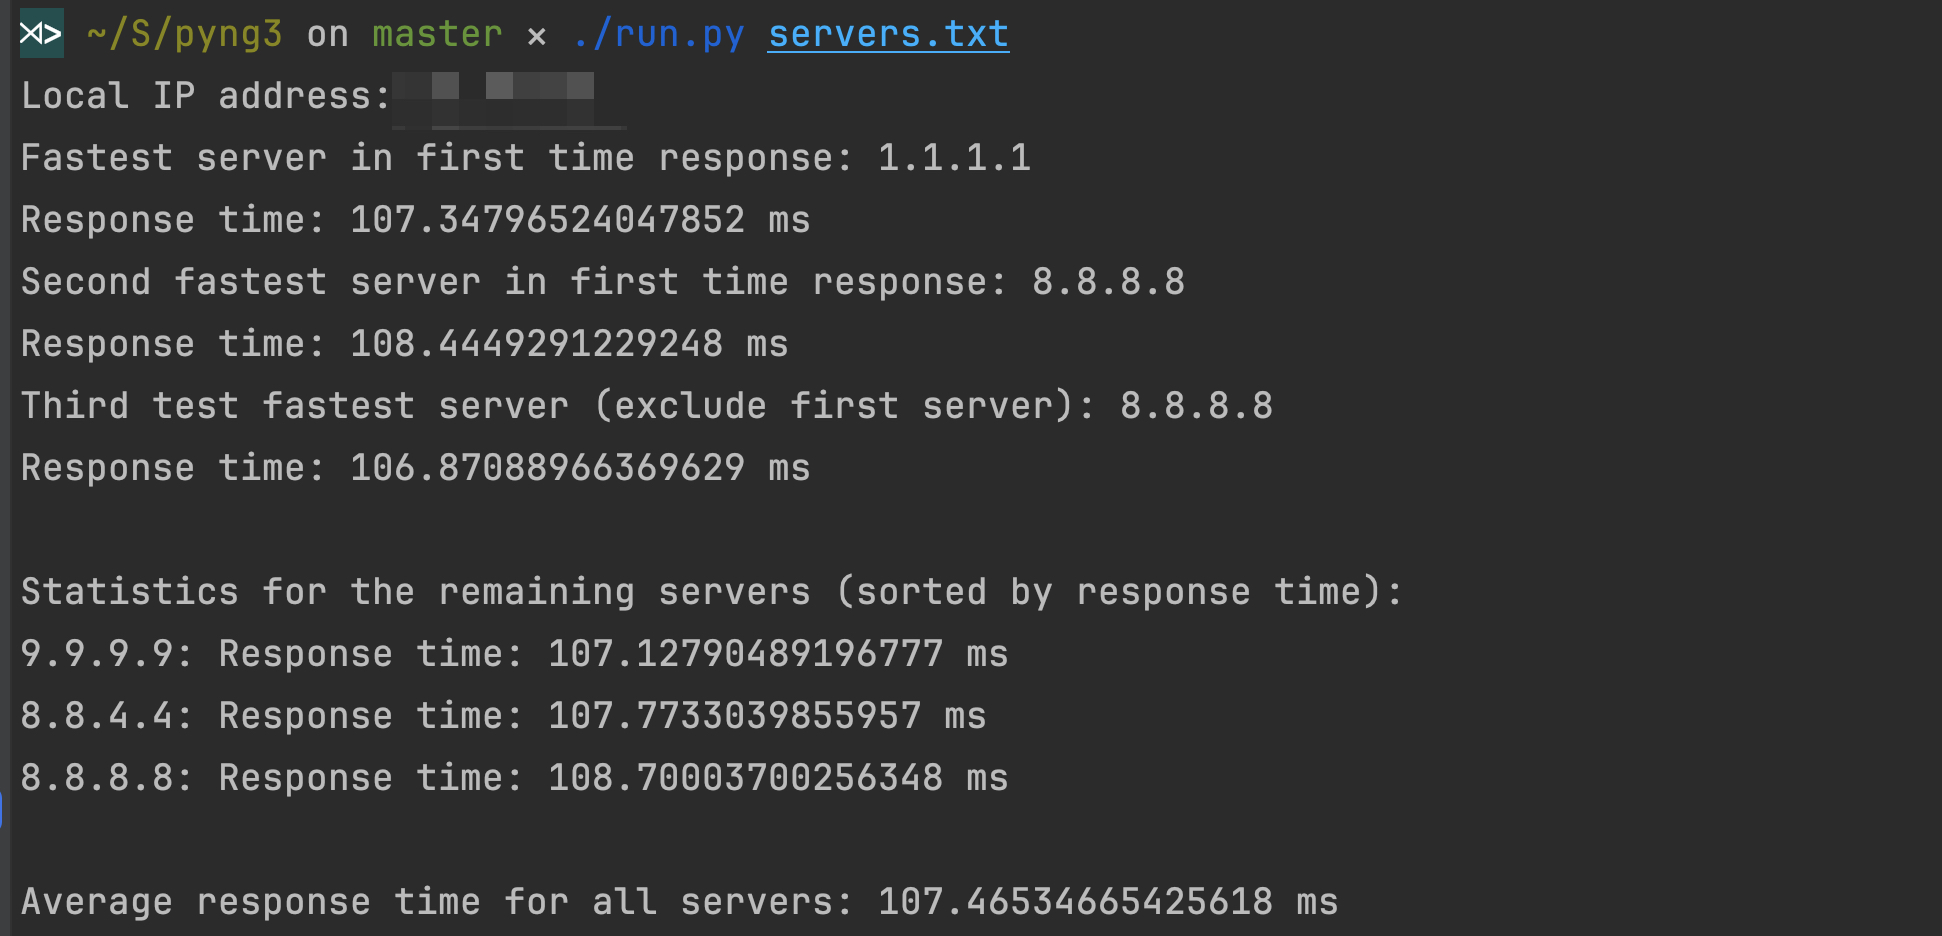 ⋊> ~/S/pyng3 on master × ./run.py servers.txt
Local IP address:
Fastest server in first time response: 1.1.1.1
Response time: 107.34796524047852 ms
Second fastest server in first time response: 8.8.8.8
Response time: 108.4449291229248 ms
Third test fastest server (exclude first server): 8.8.8.8
Response time: 106.87088966369629 ms
Statistics for the remaining servers (sorted by response time):
9.9.9.9: Response time: 107.12790489196777 ms
8.8.4.4: Response time: 107.7733039855957 ms
8.8.8.8: Response time: 108.70003700256348 ms
Average response time for all servers: 107.46534665425618 ms